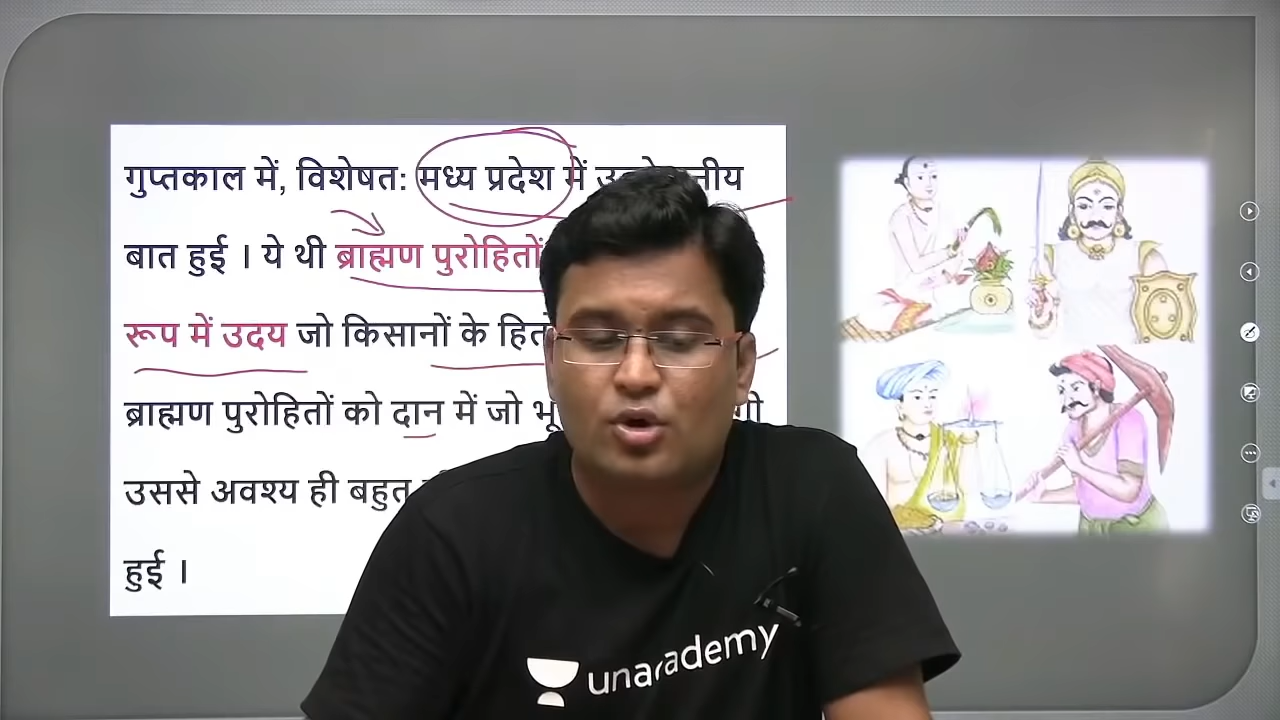 गुप्तकाल में, विशेषत: मध्य प्रदेश में
बात हुई । ये थी ब्राह्मण पुरोहितों
रूप में उदय जो किसानों के
ब्राह्मण पुरोहितों को दान में जो
उससे अवश्य ही बहुत
हुई ।
unacademy